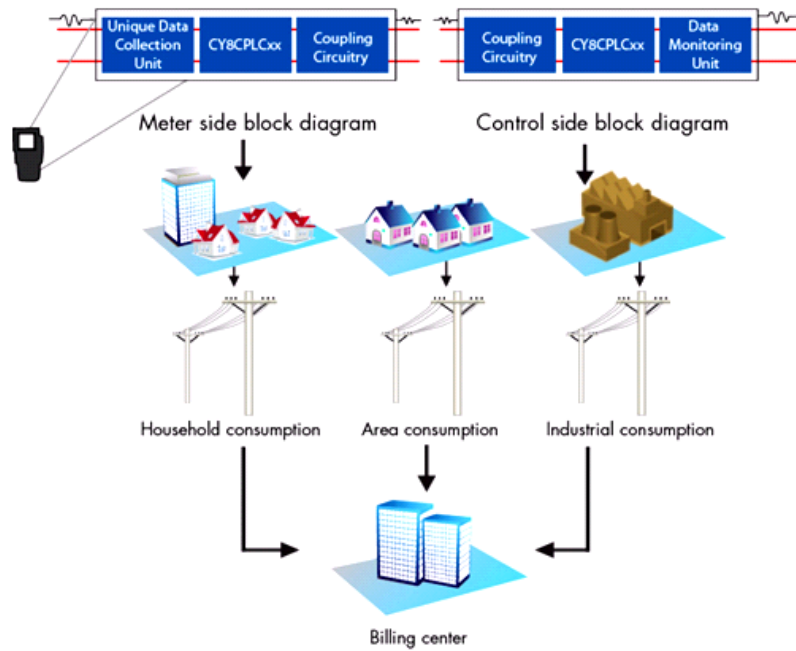 Unique Data
Collection
Unit
CY8CPLCxx
Coupling
Circuitry
Coupling
Circuitry
CY8CPLCxx
Data
Monitoring
Unit
Meter side block diagram
Control side block diagram
Household consumption
Area consumption
Industrial consumption
Billing center